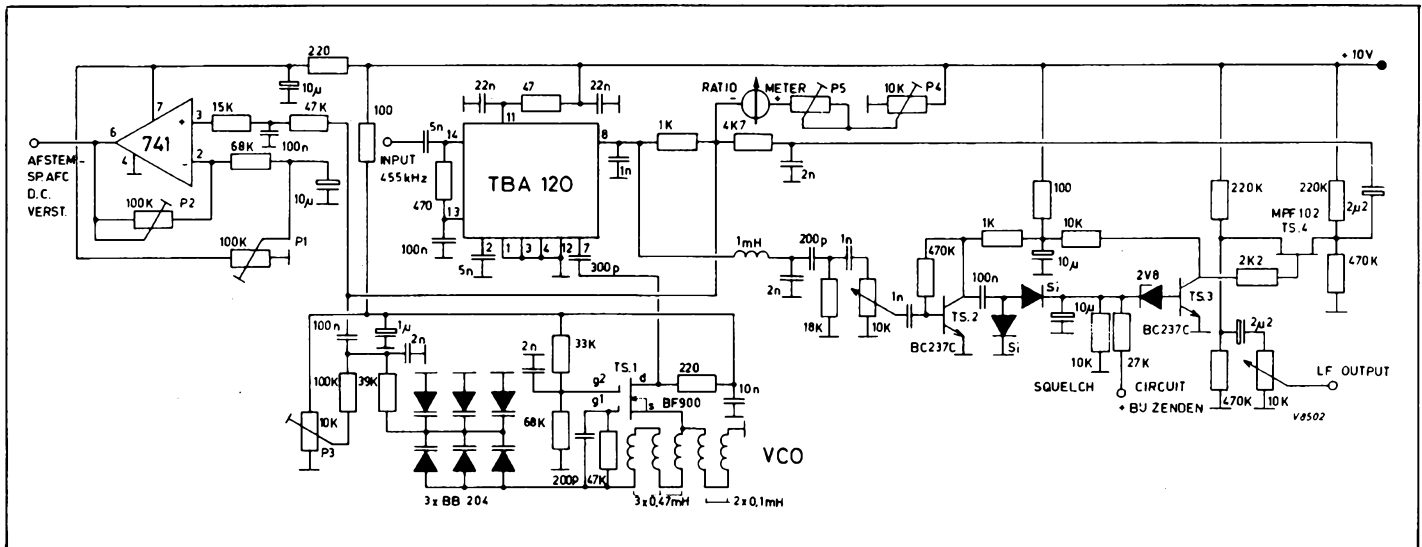 220
+ 10V
10µ
100
22n
47
22n
RATIO
METER
-
+
P5
10K
P4
7
11
15K
47K
3
+
6
741
4
2
-
100n
68K
5n
14
INPUT
455kHz
TBA 120
8
1K
4K7
1n
2n
AFSTEM-
SP.AFC
D.C.
VERST.
100K
P2
10µ
470
13
100K
P1
100n
2
1
3
4
12
7
5n
300p
100
220K
220K
2µ2
MPF 102
TS.4
1K
10K
470K
1mH
200p
1n
2n
18K
10K
1n
100n
10µ
Si
Si
TS.2
BC237C
10µ
2V8
TS.3
BC237C
2K2
470K
10K
27K
SQUELCH
CIRCUIT
+ BIJ ZENDEN
2µ2
LF OUTPUT
470K
10K
V8502
100n
1µ
2n
100K
39K
10K
P3
2n
33K
g2
g1
TS.1
d
s
BF900
220
10n
68K
200p
47K
VCO
3 x BB 204
3x0,47mH
2x0,1mH